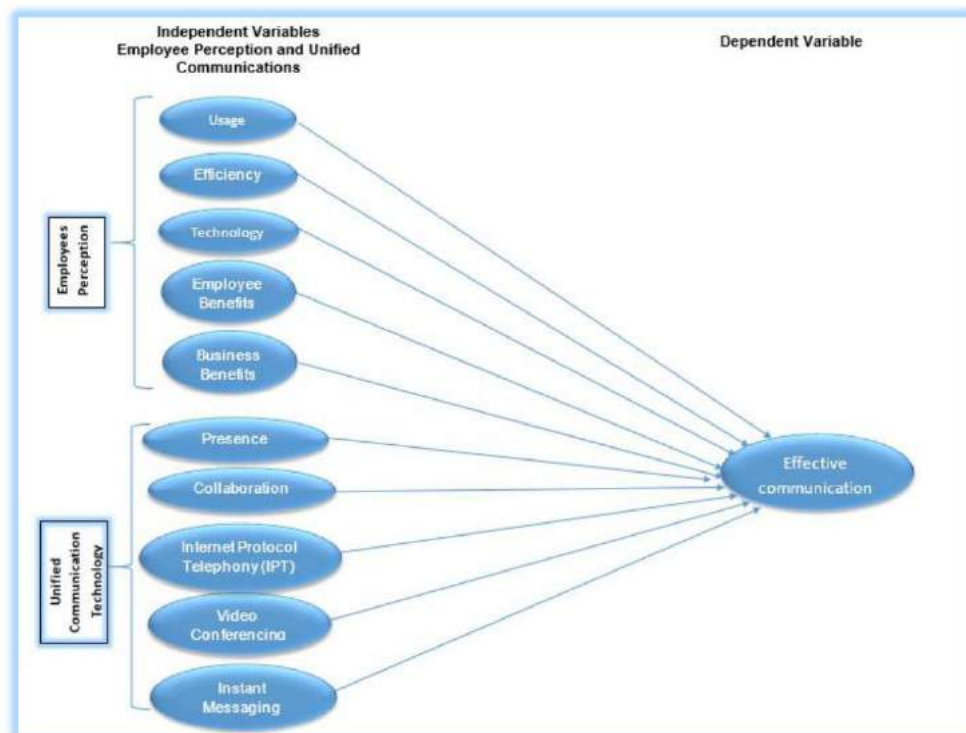 Independent Variables
Employee Perception and Unified
Communications
Dependent Variable
Usage
Efficiency
Technology
Employee
Benefits
Business
Benefits
Employees
Perception
Presence
Collaboration
Internet Protocol
Telephony (IPT)
Video
Conferencing
Instant
Messaging
Unified
Communication
Technology
Effective
communication